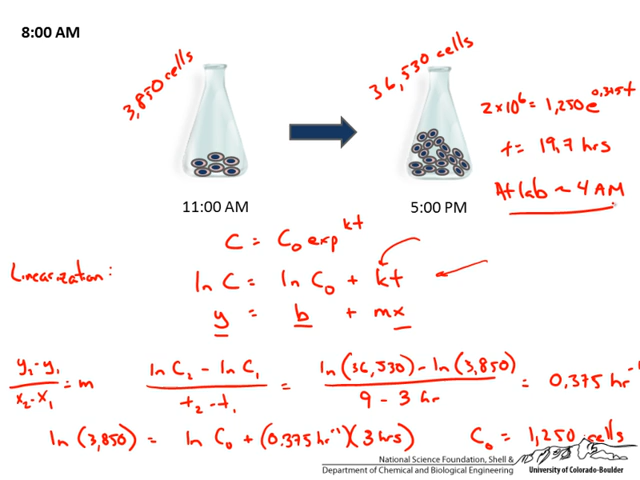 8:00 AM
3,850 cells
36,530 cells
2 x 10⁶ = 1,250 e^0.375t
t = 19.7 hrs
At lab ~ 4 AM
11:00 AM
5:00 PM
C = C₀ exp^kt
Linearization:
ln C = ln C₀ + kt
y = b + mx
y₂-y₁ / x₂-x₁ = m
ln C₂ - ln C₁ / t₂ - t₁ = ln(36,530) - ln(3,850) / 9 - 3 hr = 0.375 hr⁻¹
ln(3,850) = ln C₀ + (0.375 hr⁻¹)(3 hrs)
C₀ = 1,250 cells
National Science Foundation, Shell &
Department of Chemical and Biological Engineering
University of Colorado-Boulder